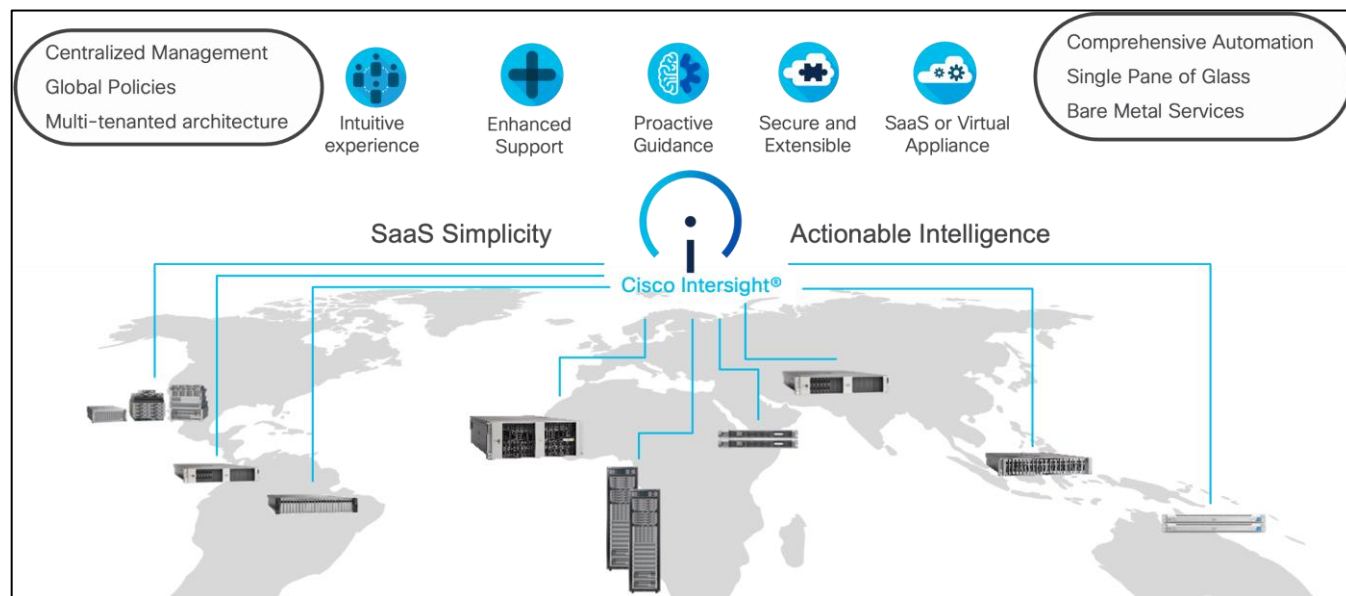 Centralized Management
Global Policies
Multi-tenanted architecture
Intuitive
experience
Enhanced
Support
Proactive
Guidance
Secure and
Extensible
SaaS or Virtual
Appliance
Comprehensive Automation
Single Pane of Glass
Bare Metal Services
SaaS Simplicity
Actionable Intelligence
Cisco Intersight®